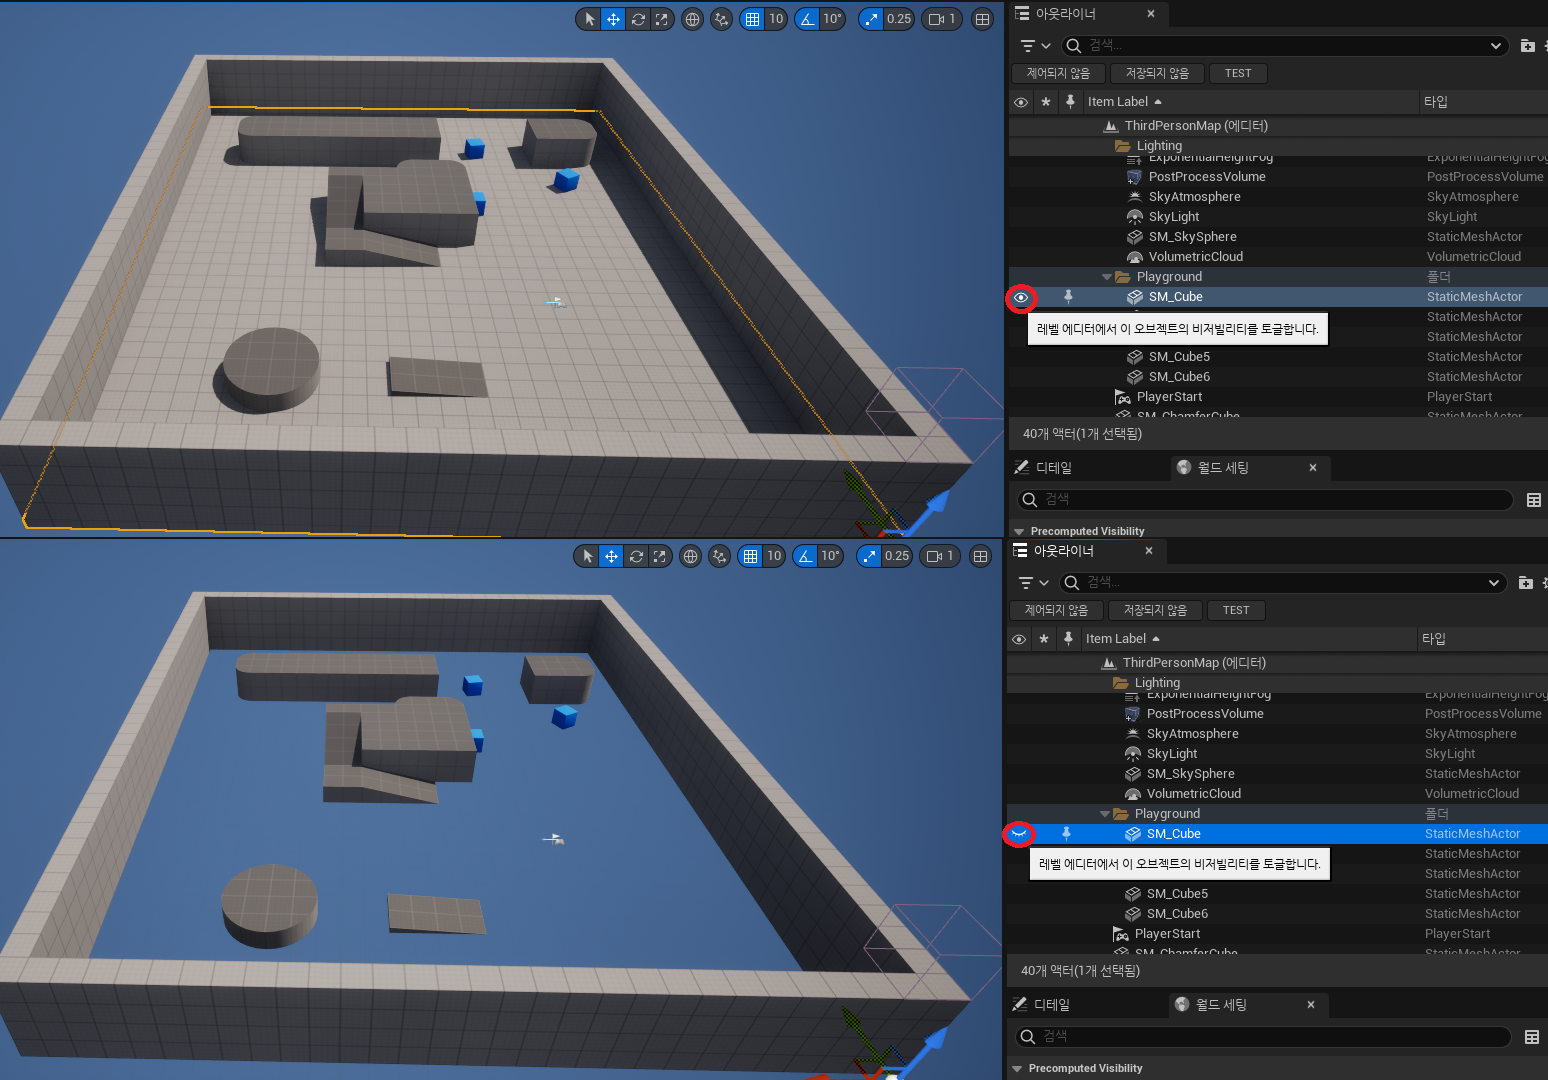 10
10°
0.25
1
아웃라이너
검색...
제어되지 않음
저장되지 않음
TEST
Item Label
타입
ThirdPersonMap (에디터)
Lighting
ExponentialHeightFog
ExponentialHeightFog
PostProcessVolume
PostProcessVolume
SkyAtmosphere
SkyAtmosphere
SkyLight
SkyLight
SM_SkySphere
StaticMeshActor
VolumetricCloud
VolumetricCloud
Playground
폴더
SM_Cube
StaticMeshActor
레벨 에디터에서 이 오브젝트의 비저빌리티를 토글합니다.
StaticMeshActor
StaticMeshActor
SM_Cube5
StaticMeshActor
SM_Cube6
StaticMeshActor
PlayerStart
PlayerStart
SM_ChamferCube
StaticMeshActor
40개 액터(1개 선택됨)
디테일
월드 세팅
검색
Precomputed Visibility
10
10°
0.25
1
아웃라이너
검색...
제어되지 않음
저장되지 않음
TEST
Item Label
타입
ThirdPersonMap (에디터)
Lighting
ExponentialHeightFog
ExponentialHeightFog
PostProcessVolume
PostProcessVolume
SkyAtmosphere
SkyAtmosphere
SkyLight
SkyLight
SM_SkySphere
StaticMeshActor
VolumetricCloud
VolumetricCloud
Playground
폴더
SM_Cube
StaticMeshActor
레벨 에디터에서 이 오브젝트의 비저빌리티를 토글합니다.
StaticMeshActor
StaticMeshActor
SM_Cube5
StaticMeshActor
SM_Cube6
StaticMeshActor
PlayerStart
PlayerStart
SM_ChamferCube
StaticMeshActor
40개 액터(1개 선택됨)
디테일
월드 세팅
검색
Precomputed Visibility